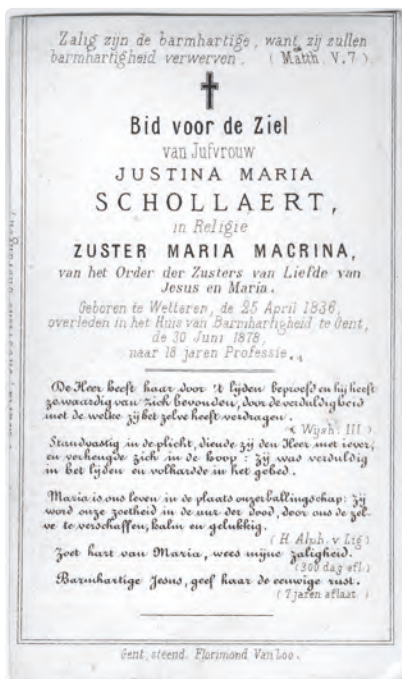 Zalig zijn de barmhartige, want zij zullen
barmhartigheid verwerven. (Matth. V. 7)
Bid voor de Ziel
van Jufvrouw
JUSTINA MARIA
SCHOLLAERT,
in Religie
ZUSTER MARIA MACRINA,
van het Order der Zusters van Liefde van
Jesus en Maria.
Geboren te Wetteren, de 25 April 1836,
overleden in het Huis van Barmhartigheid te Gent,
de 30 Juni 1878,
naar 18 jaren Professie.
De Heer heeft haar door 't lijden beproefd en hij heeft
ze waardig van zich bevonden, door de verduldigheid
met de welke zij het zelve heeft verdragen.
(Wijsh. III)
Standvastig in de plicht, diende zij den Heer met iever,
en verheugde zich in de hoop: zij was verduldig
in het lijden en volhardde in het gebed.
Maria is ons leven in de plaats onzer ballingschap: zij
word onze zoetheid in de uur der dood, door ons de zel-
ve te verschaffen, kalm en gelukkig.
(H. Alph. v. Lig)
Zoet hart van Maria, wees mijne zaligheid.
(300 dag afl)
Barmhartige Jesus, geef haar de eeuwige rust.
(7 jaren aflaat.)
Gent, steend. Florimond Van Loo.